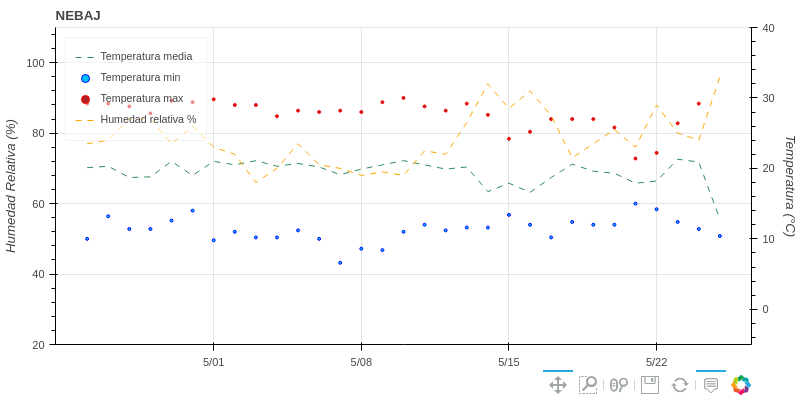 NEBAJ
Temperatura media
Temperatura min
Temperatura max
Humedad relativa %
Humedad Relativa (%)
100
80
60
40
20
40
30
20
10
0
Temperatura (°C)
5/01
5/08
5/15
5/22